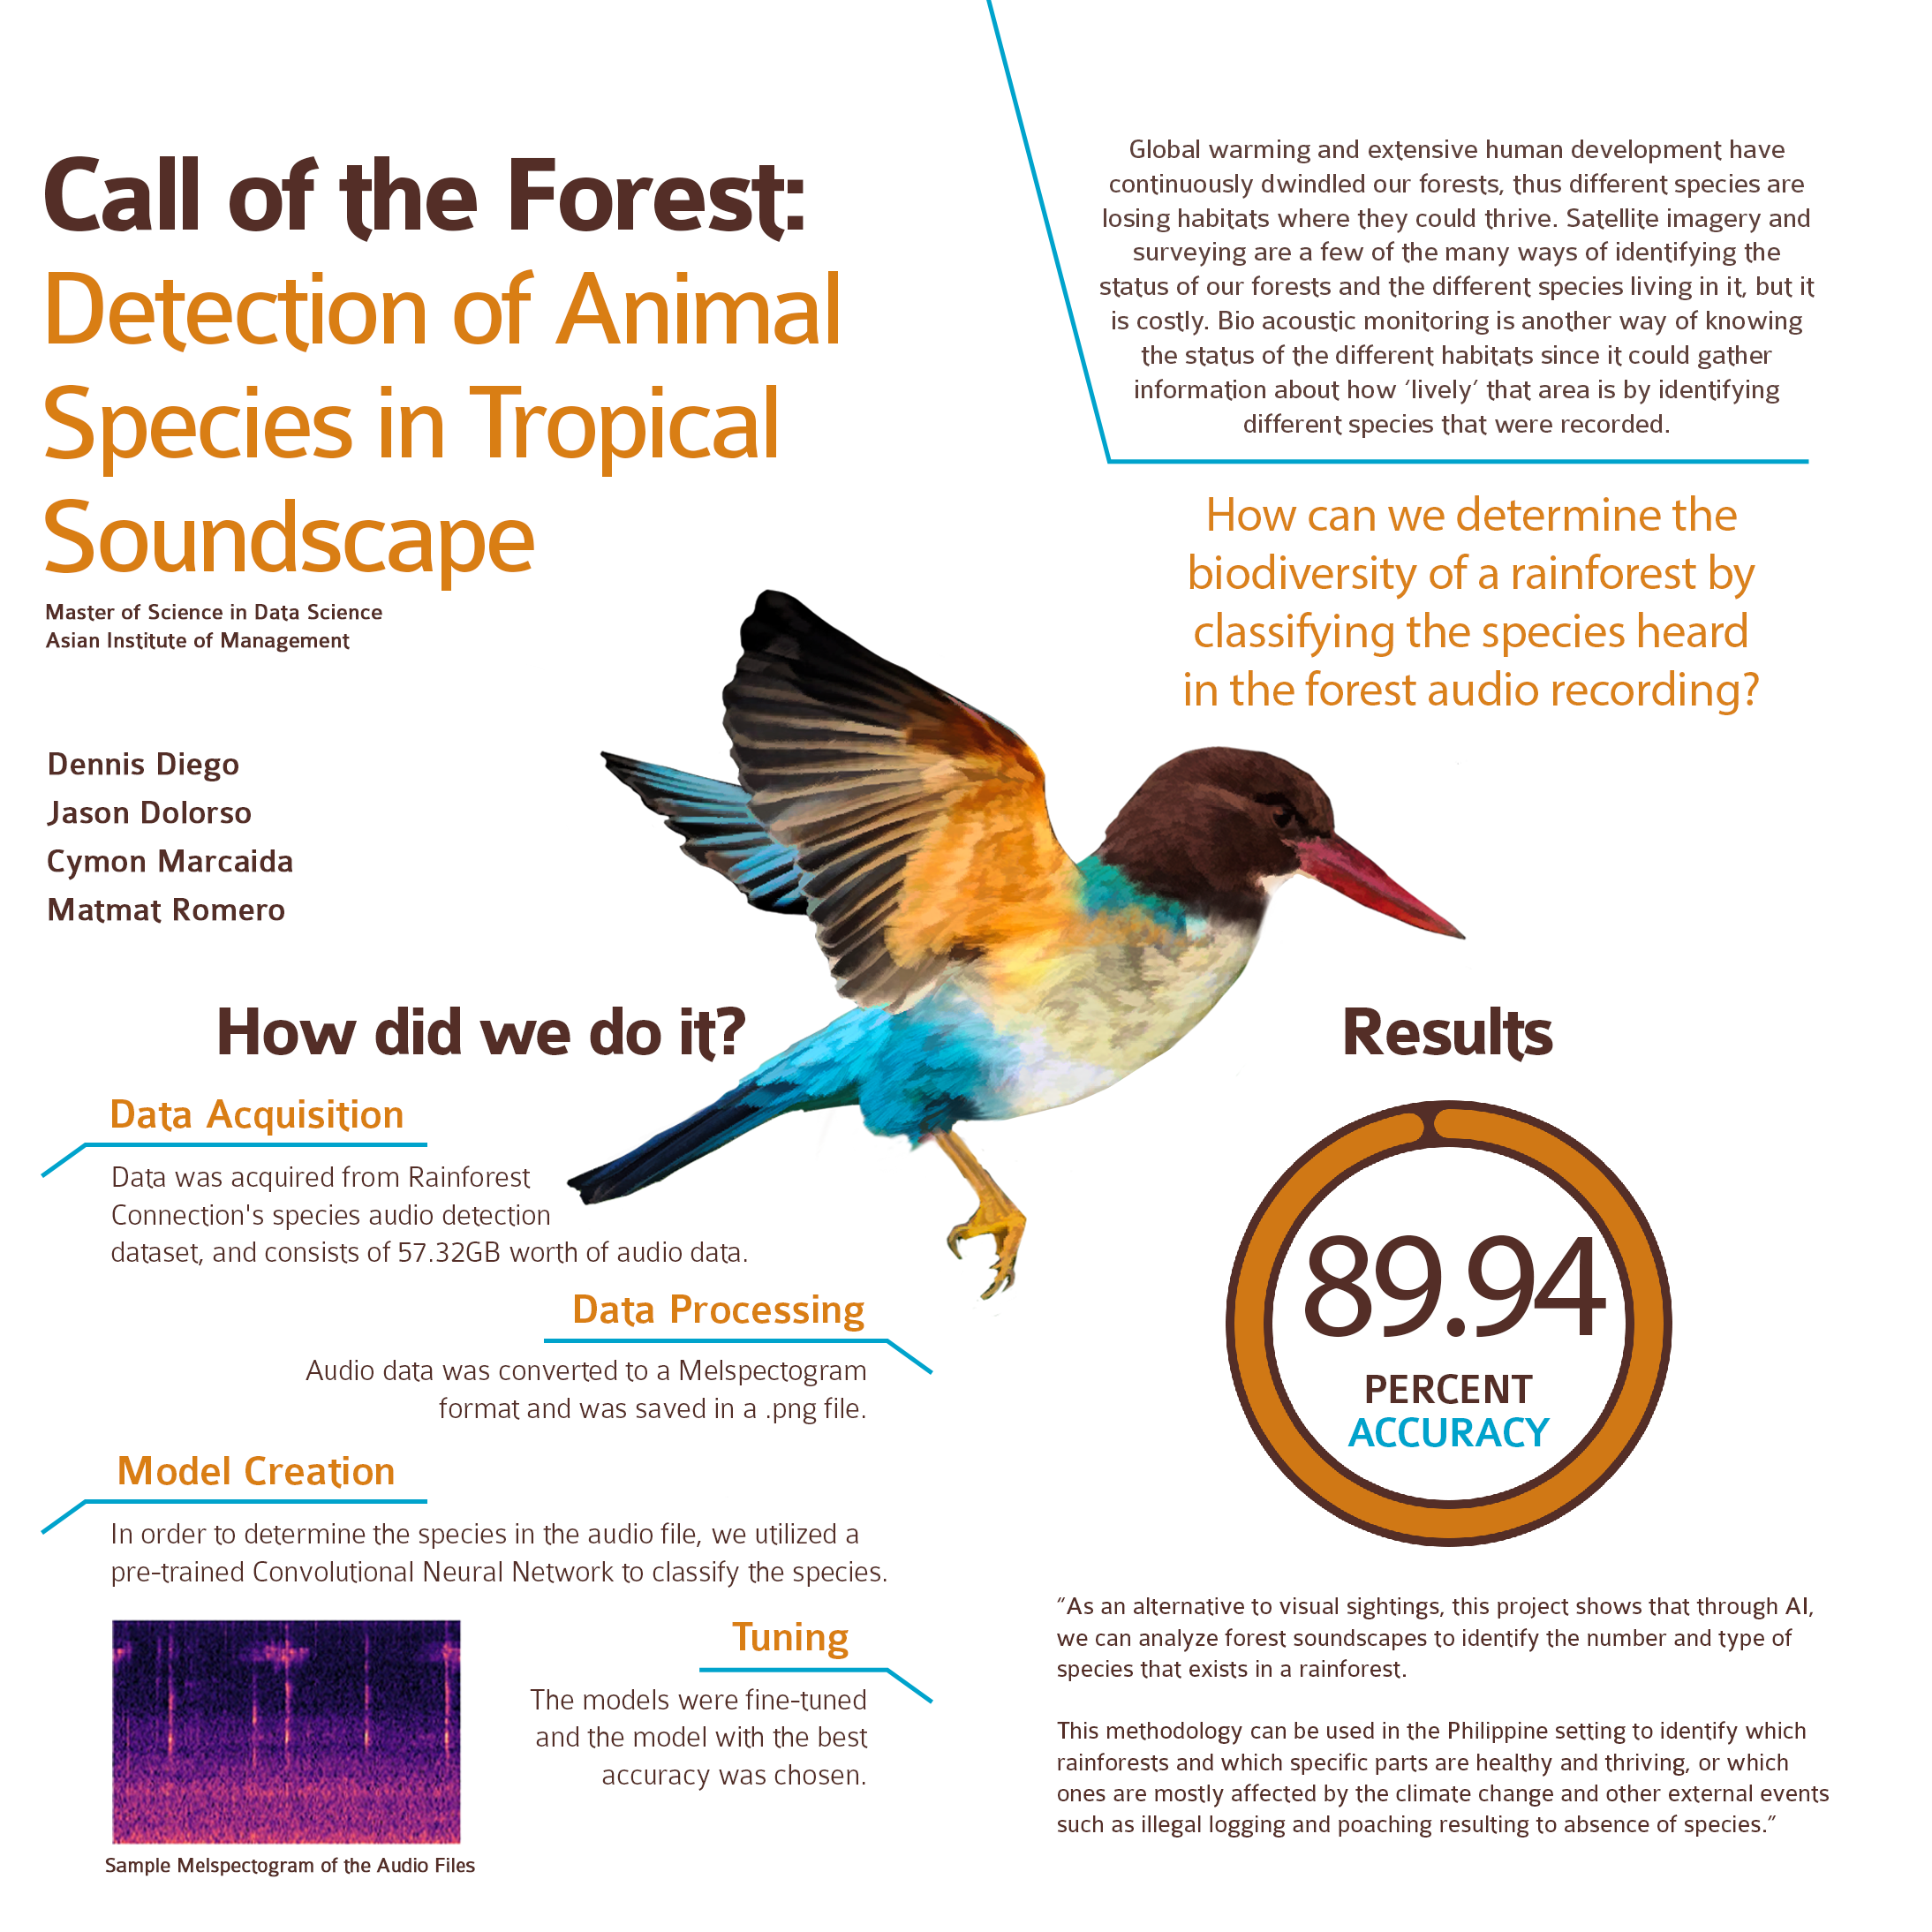 Call of the Forest:
Detection of Animal
Species in Tropical
Soundscape
Master of Science in Data Science
Asian Institute of Management
Dennis Diego
Jason Dolorso
Cymon Marcaida
Matmat Romero
Global warming and extensive human development have
continuously dwindled our forests, thus different species are
losing habitats where they could thrive. Satellite imagery and
surveying are a few of the many ways of identifying the
status of our forests and the different species living in it, but it
is costly. Bio acoustic monitoring is another way of knowing
the status of the different habitats since it could gather
information about how ‘lively’ that area is by identifying
different species that were recorded.
How can we determine the
biodiversity of a rainforest by
classifying the species heard
in the forest audio recording?
How did we do it?
Data Acquisition
Data was acquired from Rainforest
Connection's species audio detection
dataset, and consists of 57.32GB worth of audio data.
Data Processing
Audio data was converted to a Melspectogram
format and was saved in a .png file.
Model Creation
In order to determine the species in the audio file, we utilized a
pre-trained Convolutional Neural Network to classify the species.
Tuning
The models were fine-tuned
and the model with the best
accuracy was chosen.
Sample Melspectogram of the Audio Files
Results
89.94
PERCENT
ACCURACY
“As an alternative to visual sightings, this project shows that through AI,
we can analyze forest soundscapes to identify the number and type of
species that exists in a rainforest.
This methodology can be used in the Philippine setting to identify which
rainforests and which specific parts are healthy and thriving, or which
ones are mostly affected by the climate change and other external events
such as illegal logging and poaching resulting to absence of species.”